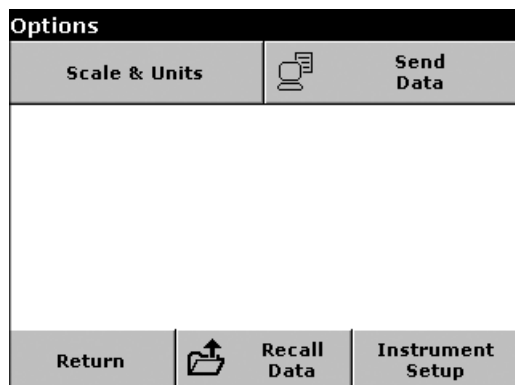 Options
Scale & Units
Send
Data
Return
Recall
Data
Instrument
Setup